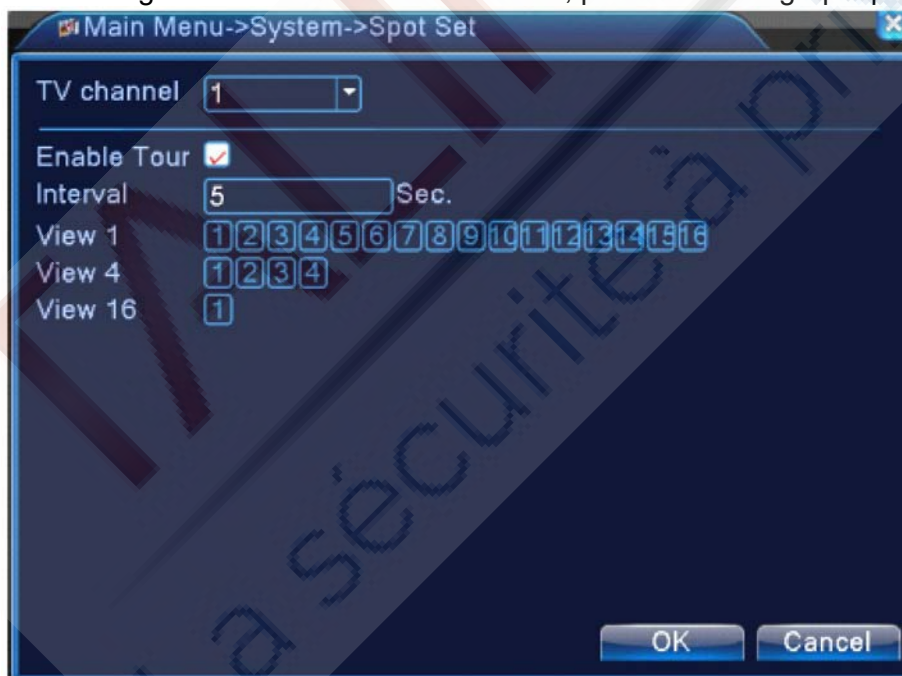 Main Menu->System->Spot Set
TV channel 1
Enable Tour
Interval 5 Sec.
View 1 1 2 3 4 5 6 7 8 9 10 11 12 13 14 15 16
View 4 1 2 3 4
View 16 1
OK Cancel
la sécurité à